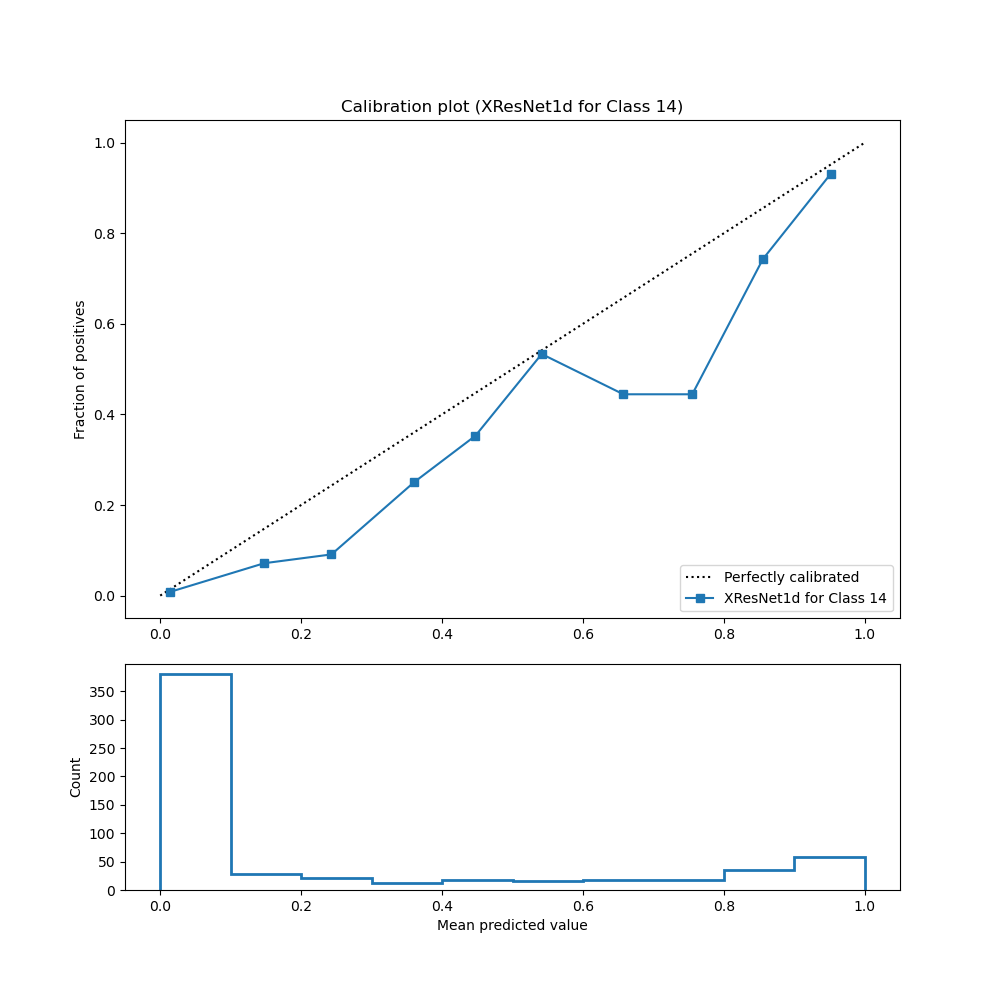 Calibration plot (XResNet1d for Class 14)
1.0
0.8
0.6
0.4
0.2
0.0
Fraction of positives
Perfectly calibrated
XResNet1d for Class 14
0.0 0.2 0.4 0.6 0.8 1.0
350
300
250
200
150
100
50
0
Count
0.0 0.2 0.4 0.6 0.8 1.0
Mean predicted value